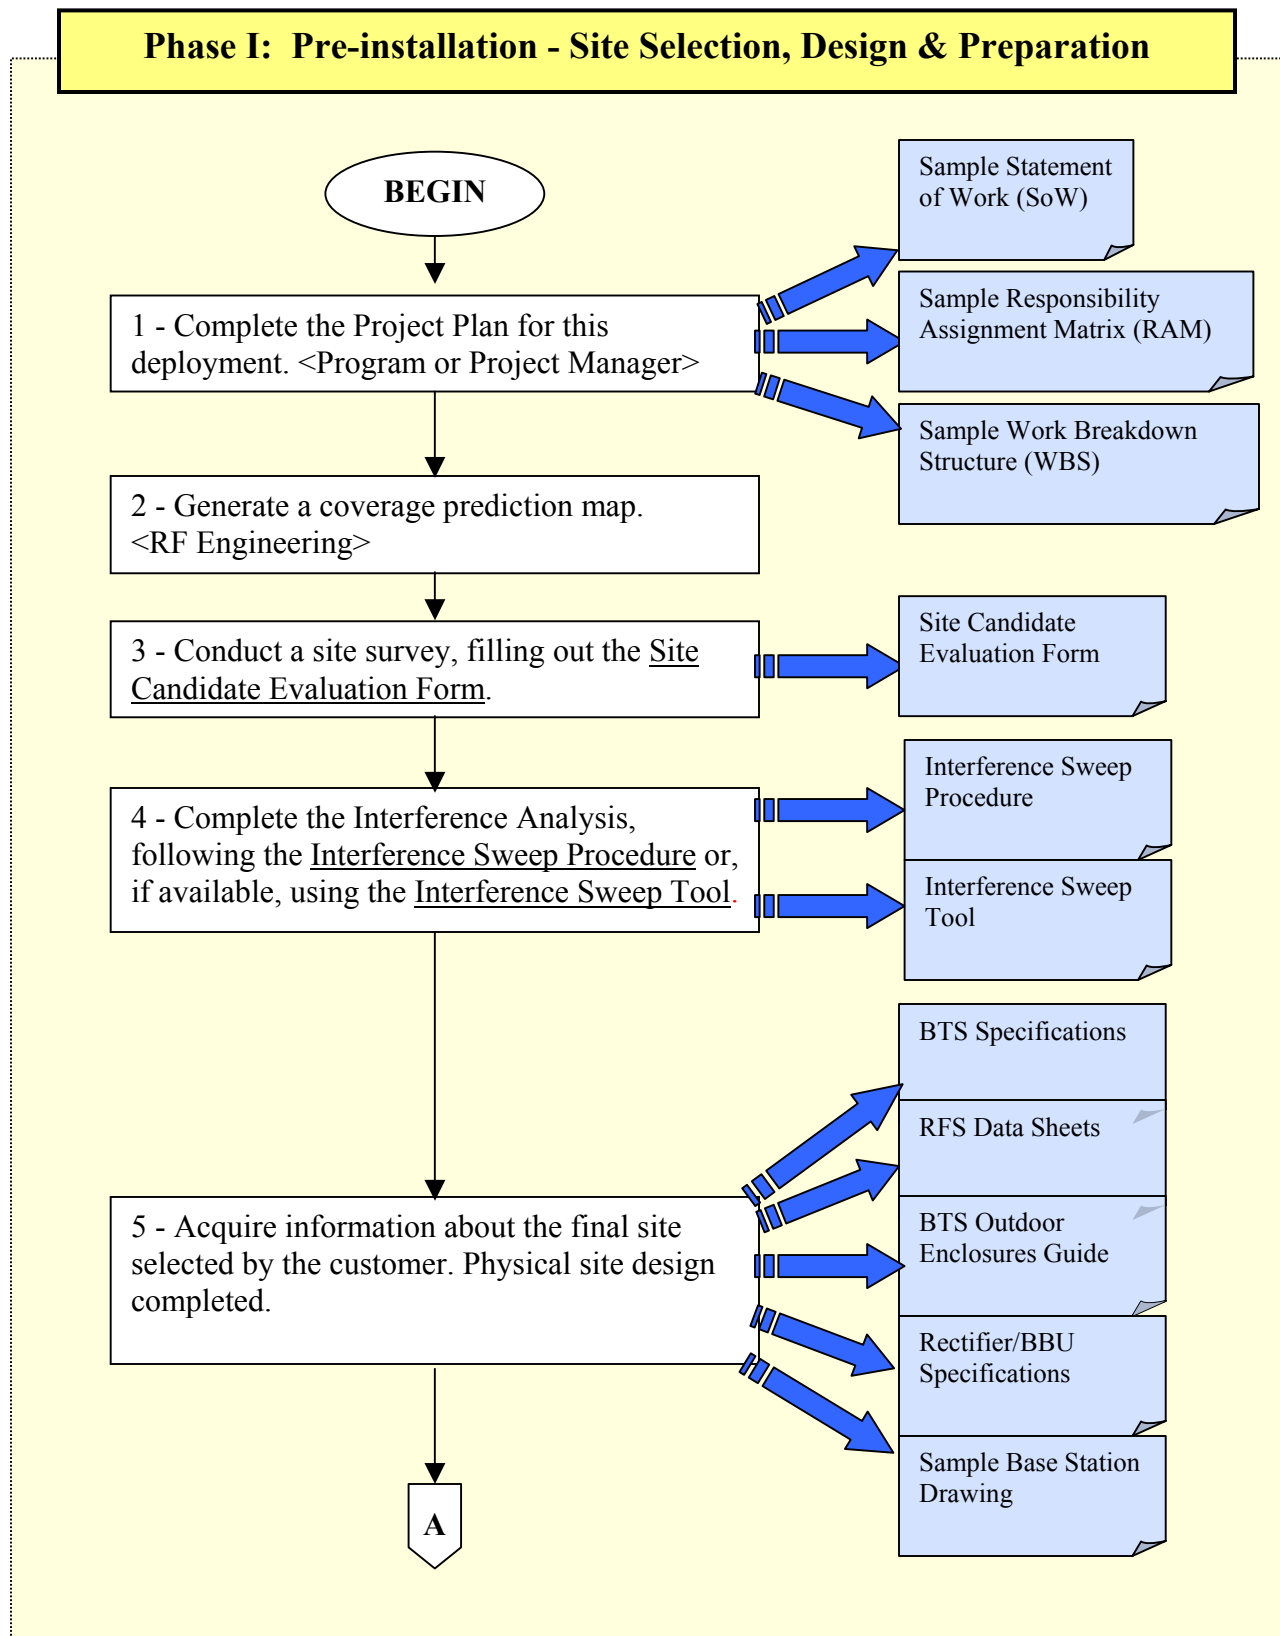 Phase I:  Pre-installation - Site Selection, Design & Preparation
BEGIN
Sample Statement
of Work (SoW)
1 - Complete the Project Plan for this
deployment. <Program or Project Manager>
Sample Responsibility
Assignment Matrix (RAM)
Sample Work Breakdown
Structure (WBS)
2 - Generate a coverage prediction map.
<RF Engineering>
3 - Conduct a site survey, filling out the Site
Candidate Evaluation Form.
Site Candidate
Evaluation Form
4 - Complete the Interference Analysis,
following the Interference Sweep Procedure or,
if available, using the Interference Sweep Tool.
Interference Sweep
Procedure
Interference Sweep
Tool
5 - Acquire information about the final site
selected by the customer. Physical site design
completed.
BTS Specifications
RFS Data Sheets
BTS Outdoor
Enclosures Guide
Rectifier/BBU
Specifications
Sample Base Station
Drawing
A